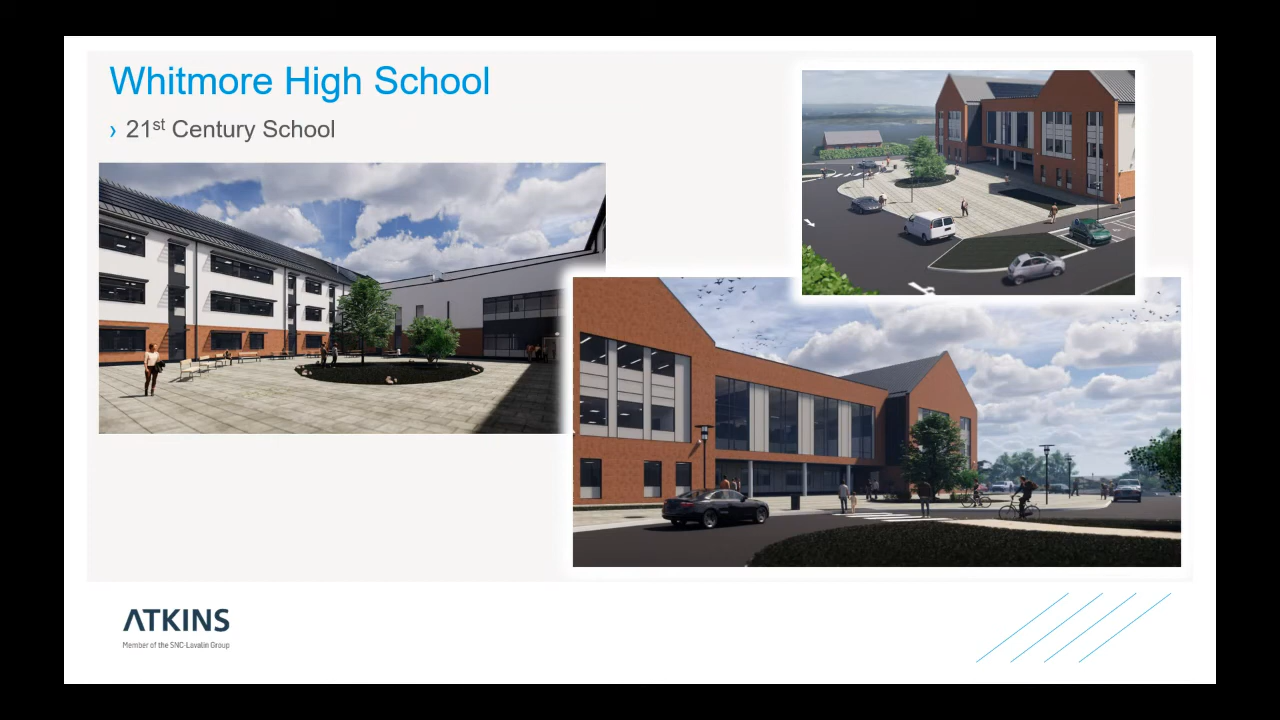 Whitmore High School
› 21st Century School
ATKINS
Member of the SNC-Lavalin Group